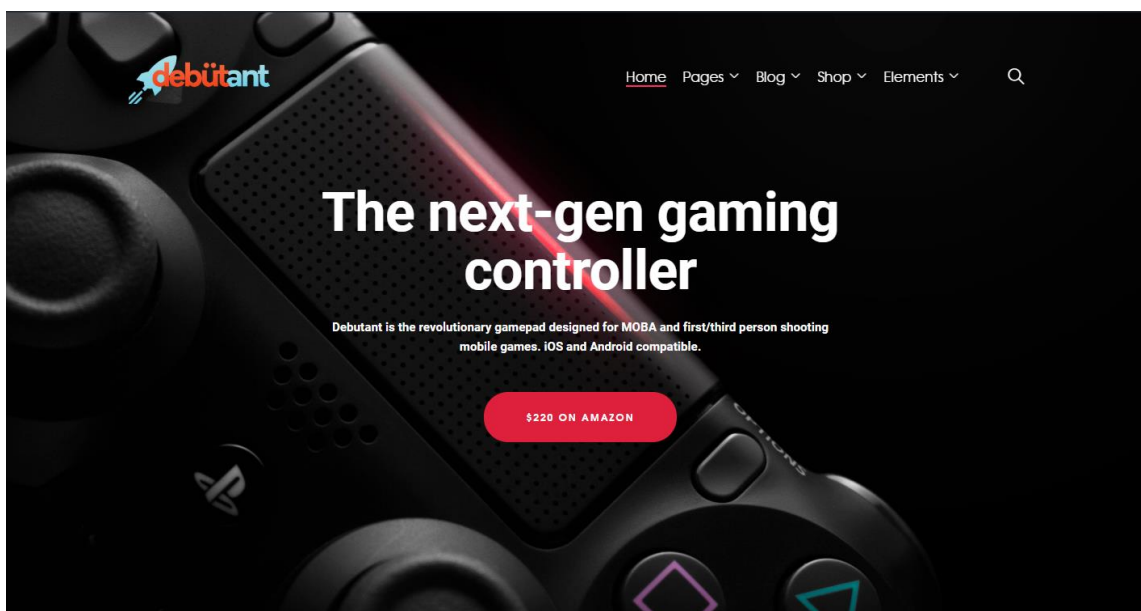 debütant
Home Pages Blog Shop Elements
The next-gen gaming
controller
Debutant is the revolutionary gamepad designed for MOBA and first/third person shooting
mobile games. iOS and Android compatible.
$220 ON AMAZON
OPTIONS